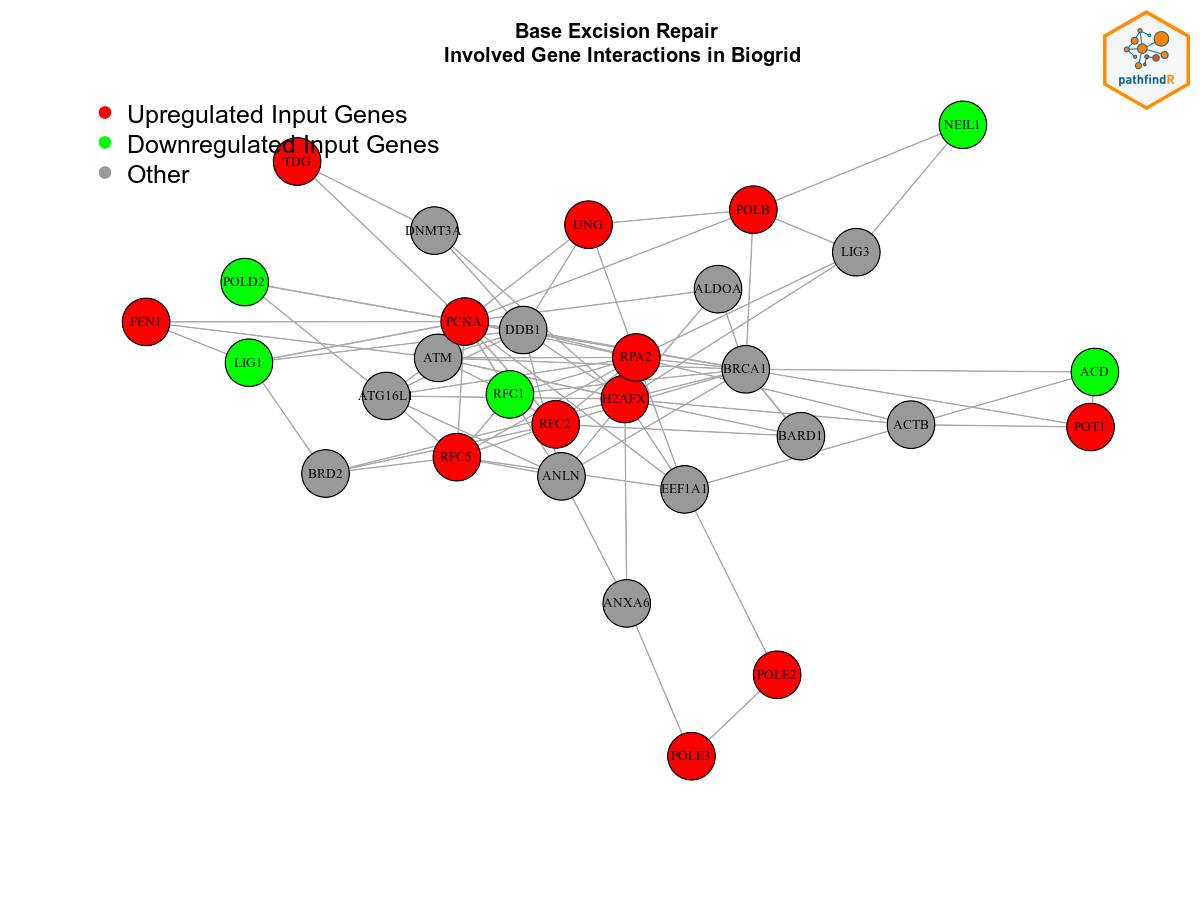 Base Excision Repair
Involved Gene Interactions in Biogrid
pathfindR
Upregulated Input Genes
Downregulated Input Genes
Other
NEIL1
TDG
POLB
UNG
DNMT3A
LIG3
POLD2
ALDOA
FEN1
PCNA
DDB1
ATM
RPA2
LIG1
BRCA1
ACD
ATG16L1
RFC1
H2AFX
RFC2
ACTB
POT1
BARD1
RFC5
BRD2
ANLN
EEF1A1
ANXA6
POLE2
POLE3